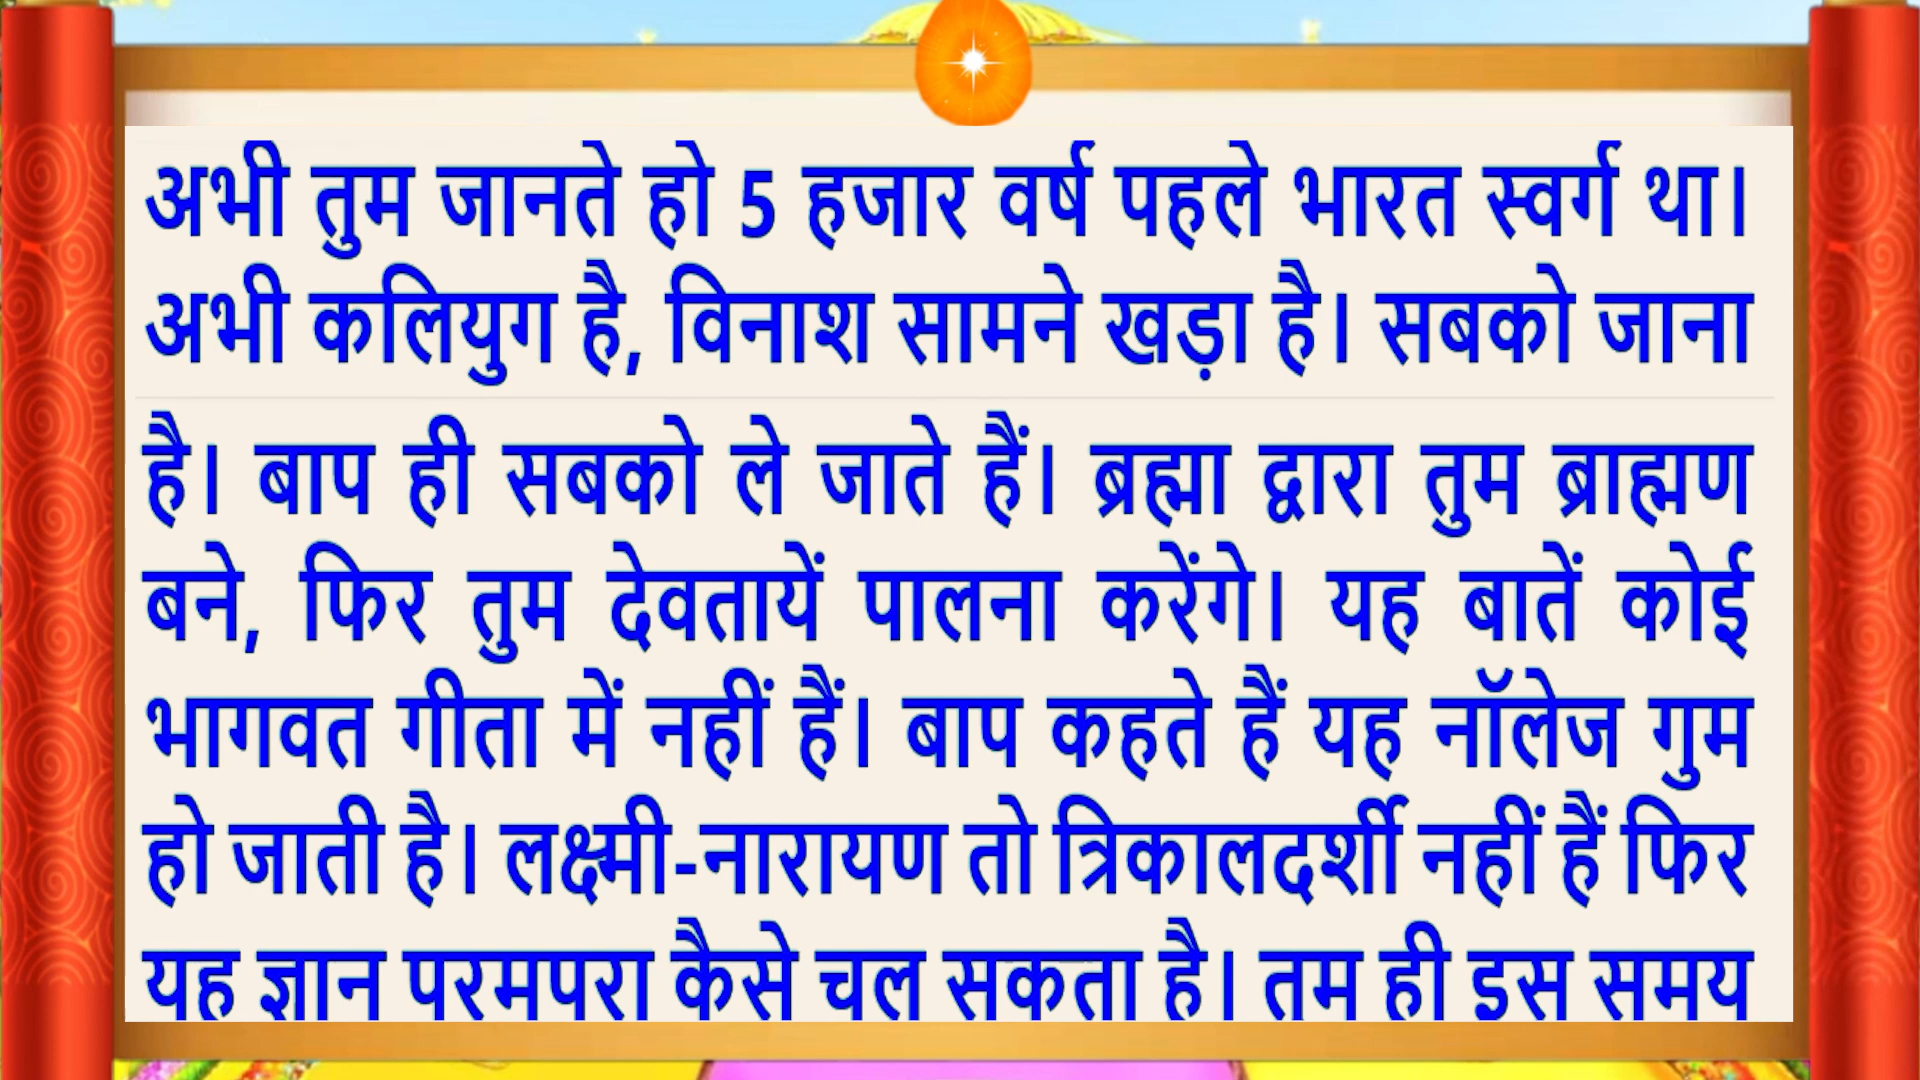 अभी तुम जानते हो 5 हजार वर्ष पहले भारत स्वर्ग था।
अभी कलियुग है, विनाश सामने खड़ा है। सबको जाना
है। बाप ही सबको ले जाते हैं। ब्रह्मा द्वारा तुम ब्राह्मण
बने, फिर तुम देवतायें पालना करेंगे। यह बातें कोई
भागवत गीता में नहीं हैं। बाप कहते हैं यह नॉलेज गुम
हो जाती है। लक्ष्मी-नारायण तो त्रिकालदर्शी नहीं हैं फिर
यह ज्ञान परमपरा कैसे चल सकता है। तुम ही इस समय